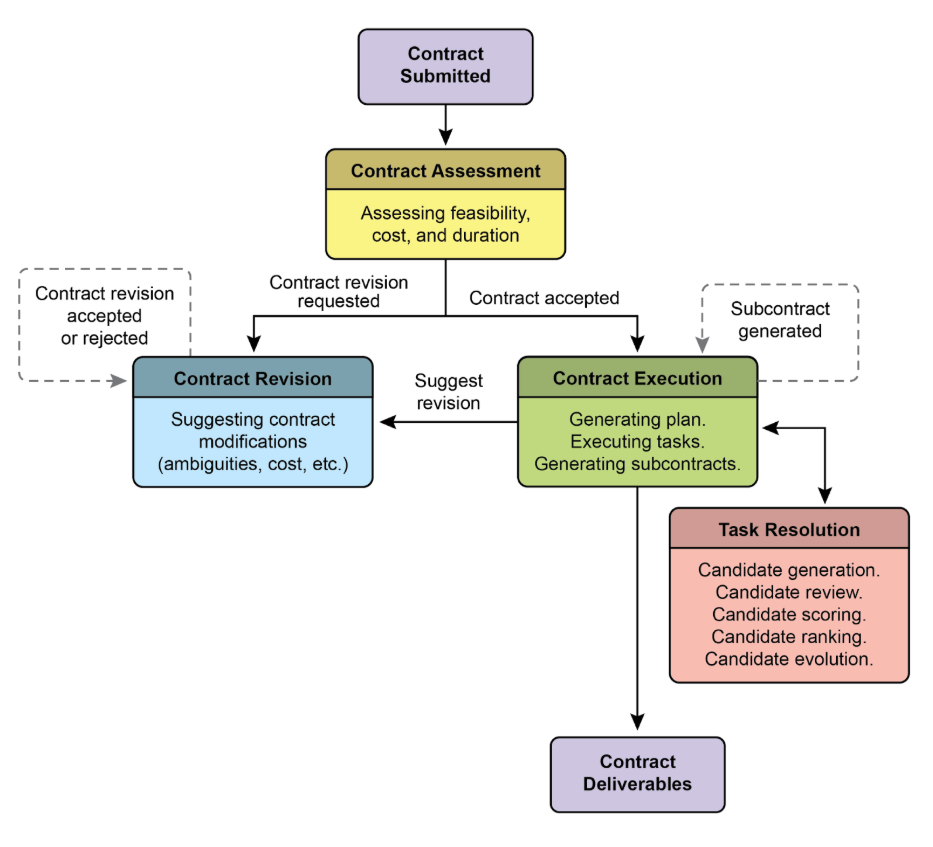 Contract
Submitted
Contract Assessment
Assessing feasibility,
cost, and duration
Contract revision
requested
Contract accepted
Contract revision
accepted
or rejected
Subcontract
generated
Contract Revision
Suggesting contract
modifications
(ambiguities, cost, etc.)
Suggest
revision
Contract Execution
Generating plan.
Executing tasks.
Generating subcontracts.
Task Resolution
Candidate generation.
Candidate review.
Candidate scoring.
Candidate ranking.
Candidate evolution.
Contract
Deliverables